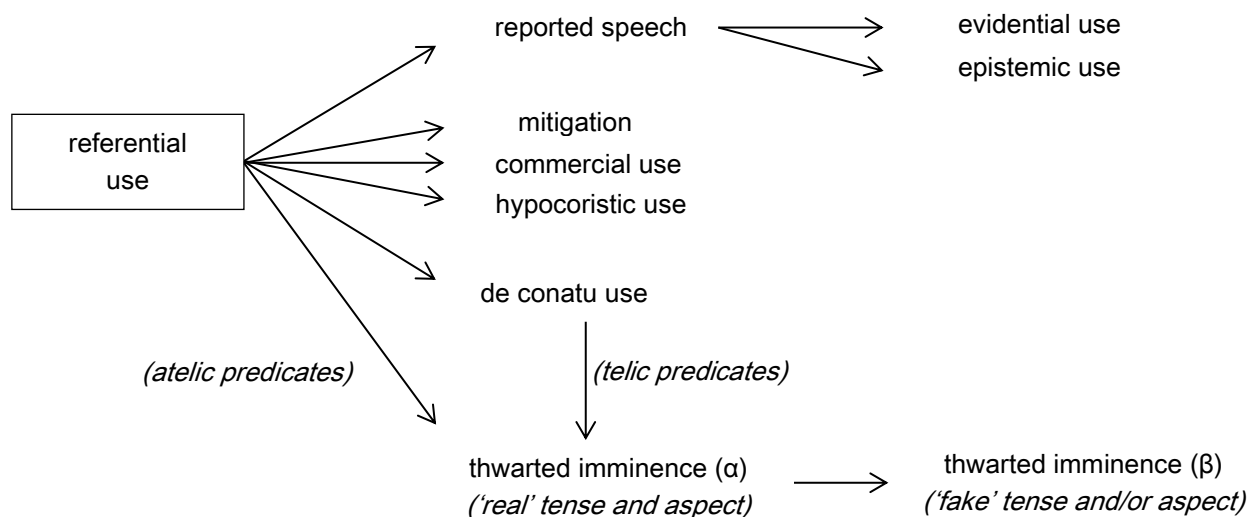 reported speech
evidential use
epistemic use
referential
use
mitigation
commercial use
hypocoristic use
de conatu use
(atelic predicates)
(telic predicates)
thwarted imminence (α)
(‘real’ tense and aspect)
thwarted imminence (β)
(‘fake’ tense and/or aspect)